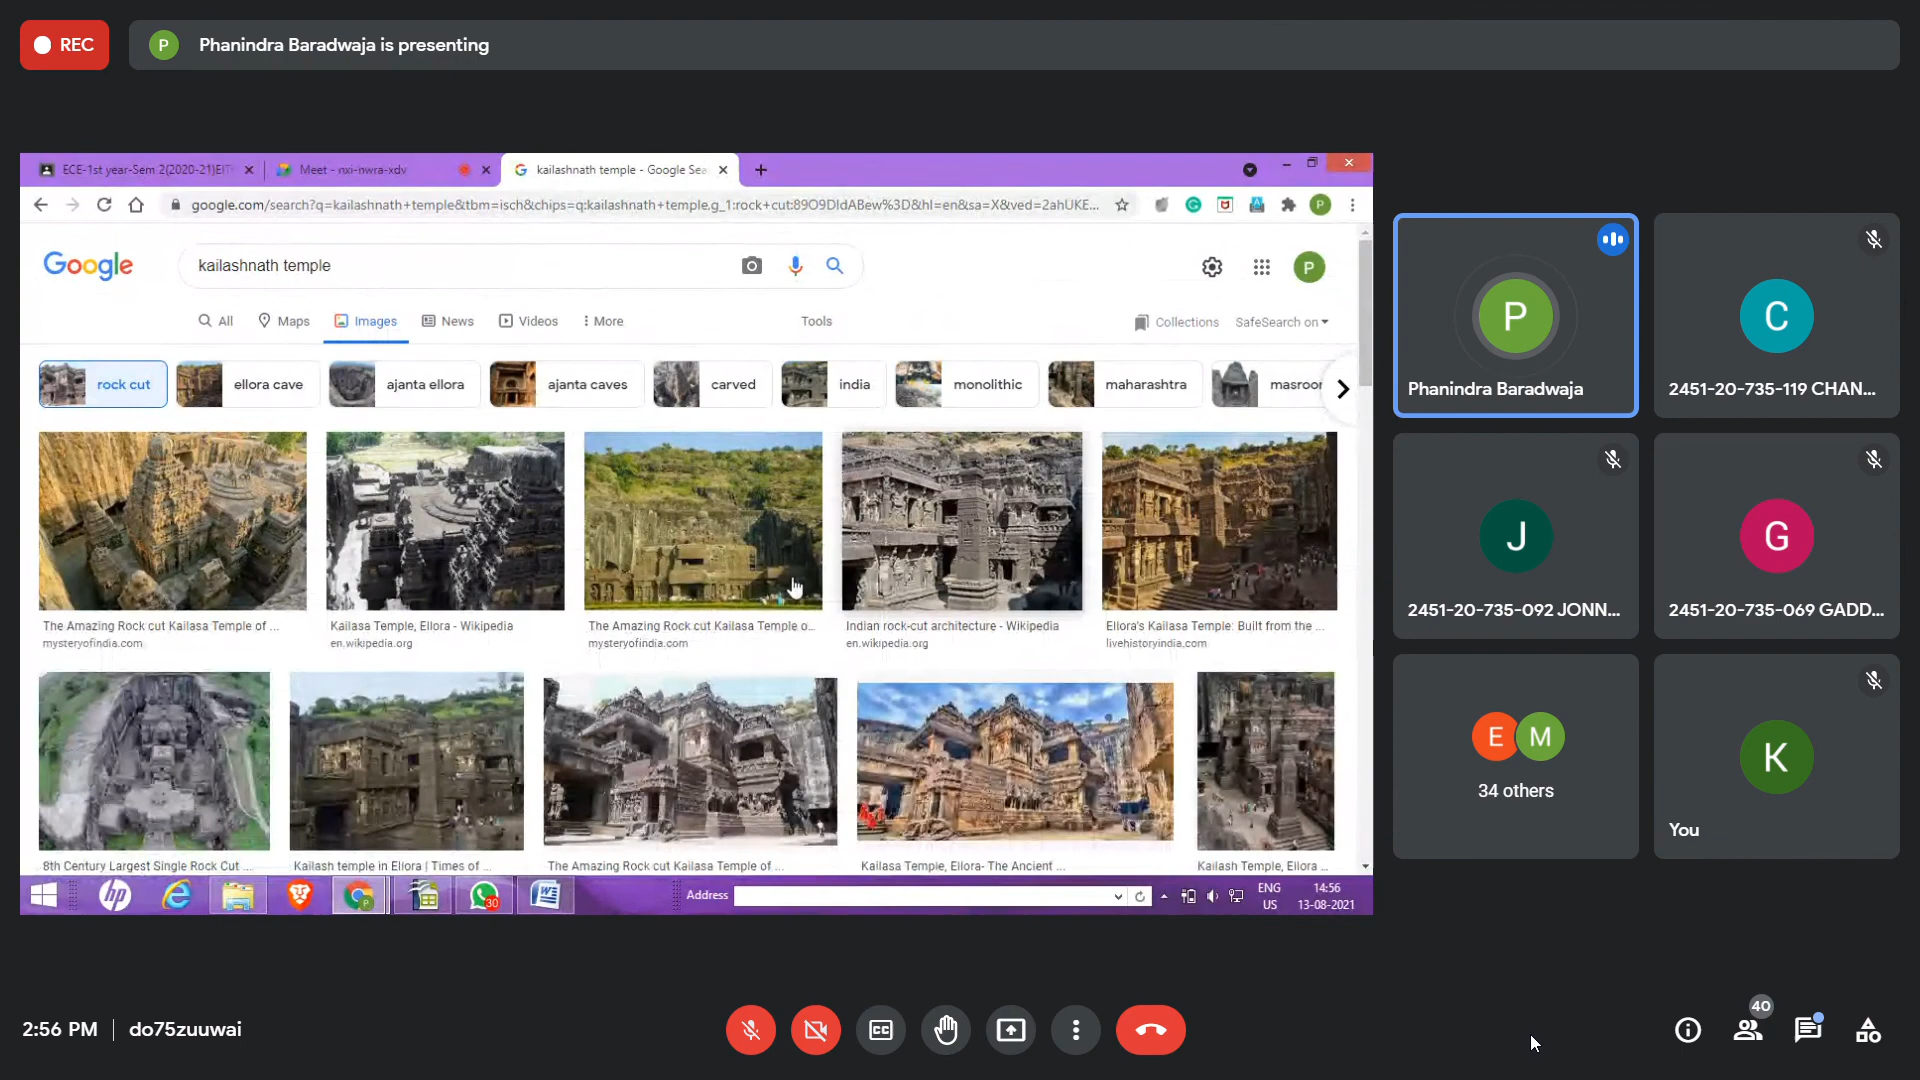 REC
P Phanindra Baradwaja is presenting
ECE-1st year-Sem 2(2020-21)EIT
Meet - nxi-nwra-xdv
kailashnath temple - Google Sea
google.com/search?q=kailashnath+temple&tbm=isch&chips=q:kailashnath+temple,g_1:rock+cut:89O9DIdABew%3D&hl=en&sa=X&ved=2ahUKE...
P
Google
kailashnath temple
P
All Maps Images News Videos More Tools Collections SafeSearch on
rock cut ellora cave ajanta ellora ajanta caves carved india monolithic maharashtra masroor
The Amazing Rock cut Kailasa Temple of ...
mysteryofindia.com
Kailasa Temple, Ellora - Wikipedia
en.wikipedia.org
The Amazing Rock cut Kailasa Temple o...
mysteryofindia.com
Indian rock-cut architecture - Wikipedia
en.wikipedia.org
Ellora's Kailasa Temple: Built from the ...
livehistoryindia.com
8th Century Largest Single Rock Cut ...
Kailash temple in Ellora | Times of ...
The Amazing Rock cut Kailasa Temple of ...
Kailasa Temple, Ellora- The Ancient ...
Kailash Temple, Ellora ...
hp
P
30
Address
ENG
US
14:56
13-08-2021
P
Phanindra Baradwaja
C
2451-20-735-119 CHAN...
J
2451-20-735-092 JONN...
G
2451-20-735-069 GADD...
E M
34 others
K
You
2:56 PM | do75zuuwai
CC
40